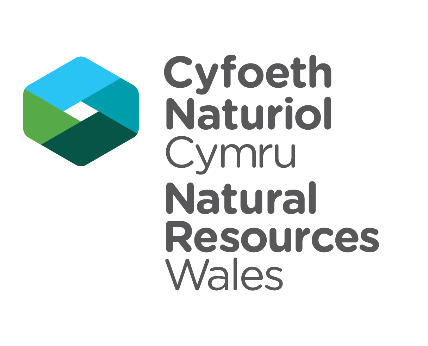 Cyfoeth
Naturiol
Cymru
Natural
Resources
Wales